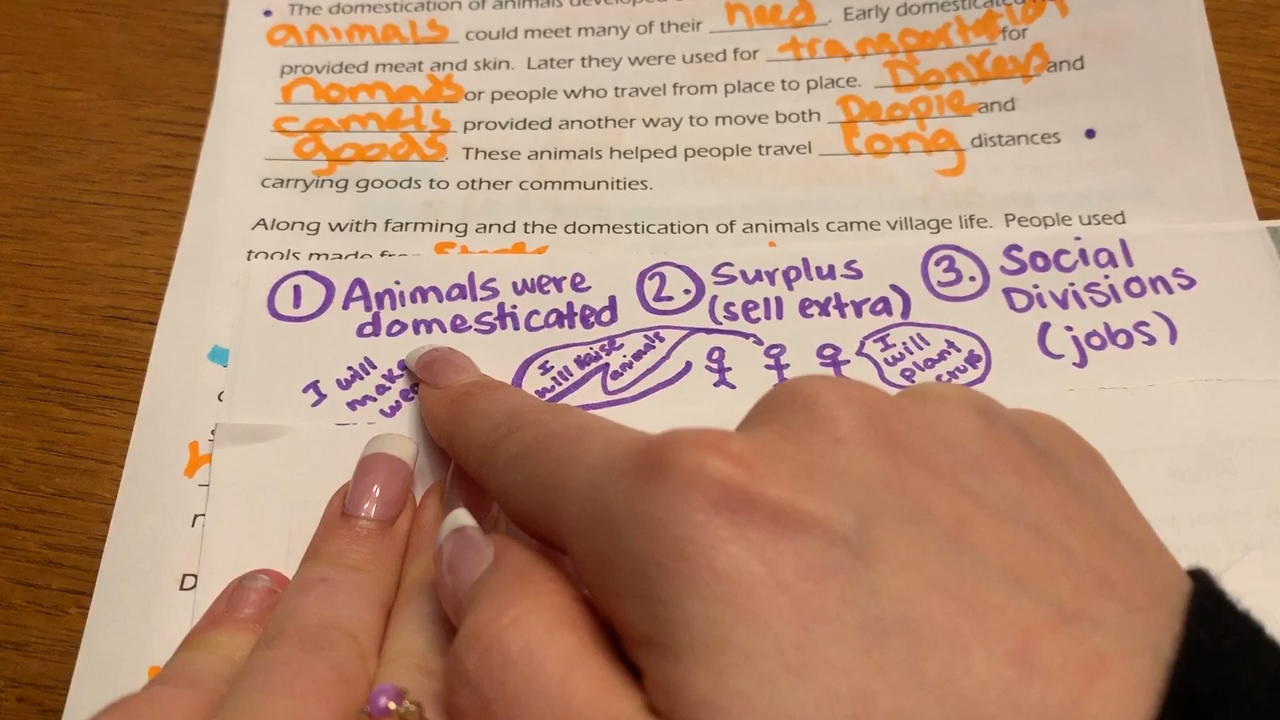 • The domestication of animals
animals could meet many of their need. Early domesticated
provided meat and skin. Later they were used for transportation for
nomads or people who travel from place to place. Donkeys and
camels provided another way to move both People and
goods. These animals helped people travel long distances •
carrying goods to other communities.
Along with farming and the domestication of animals came village life. People used
tools made
① Animals were
domesticated
②. Surplus
(sell extra)
③. Social
Divisions
(jobs)
I will
make
I
will Raise
animals
I
will
plant
crops
D